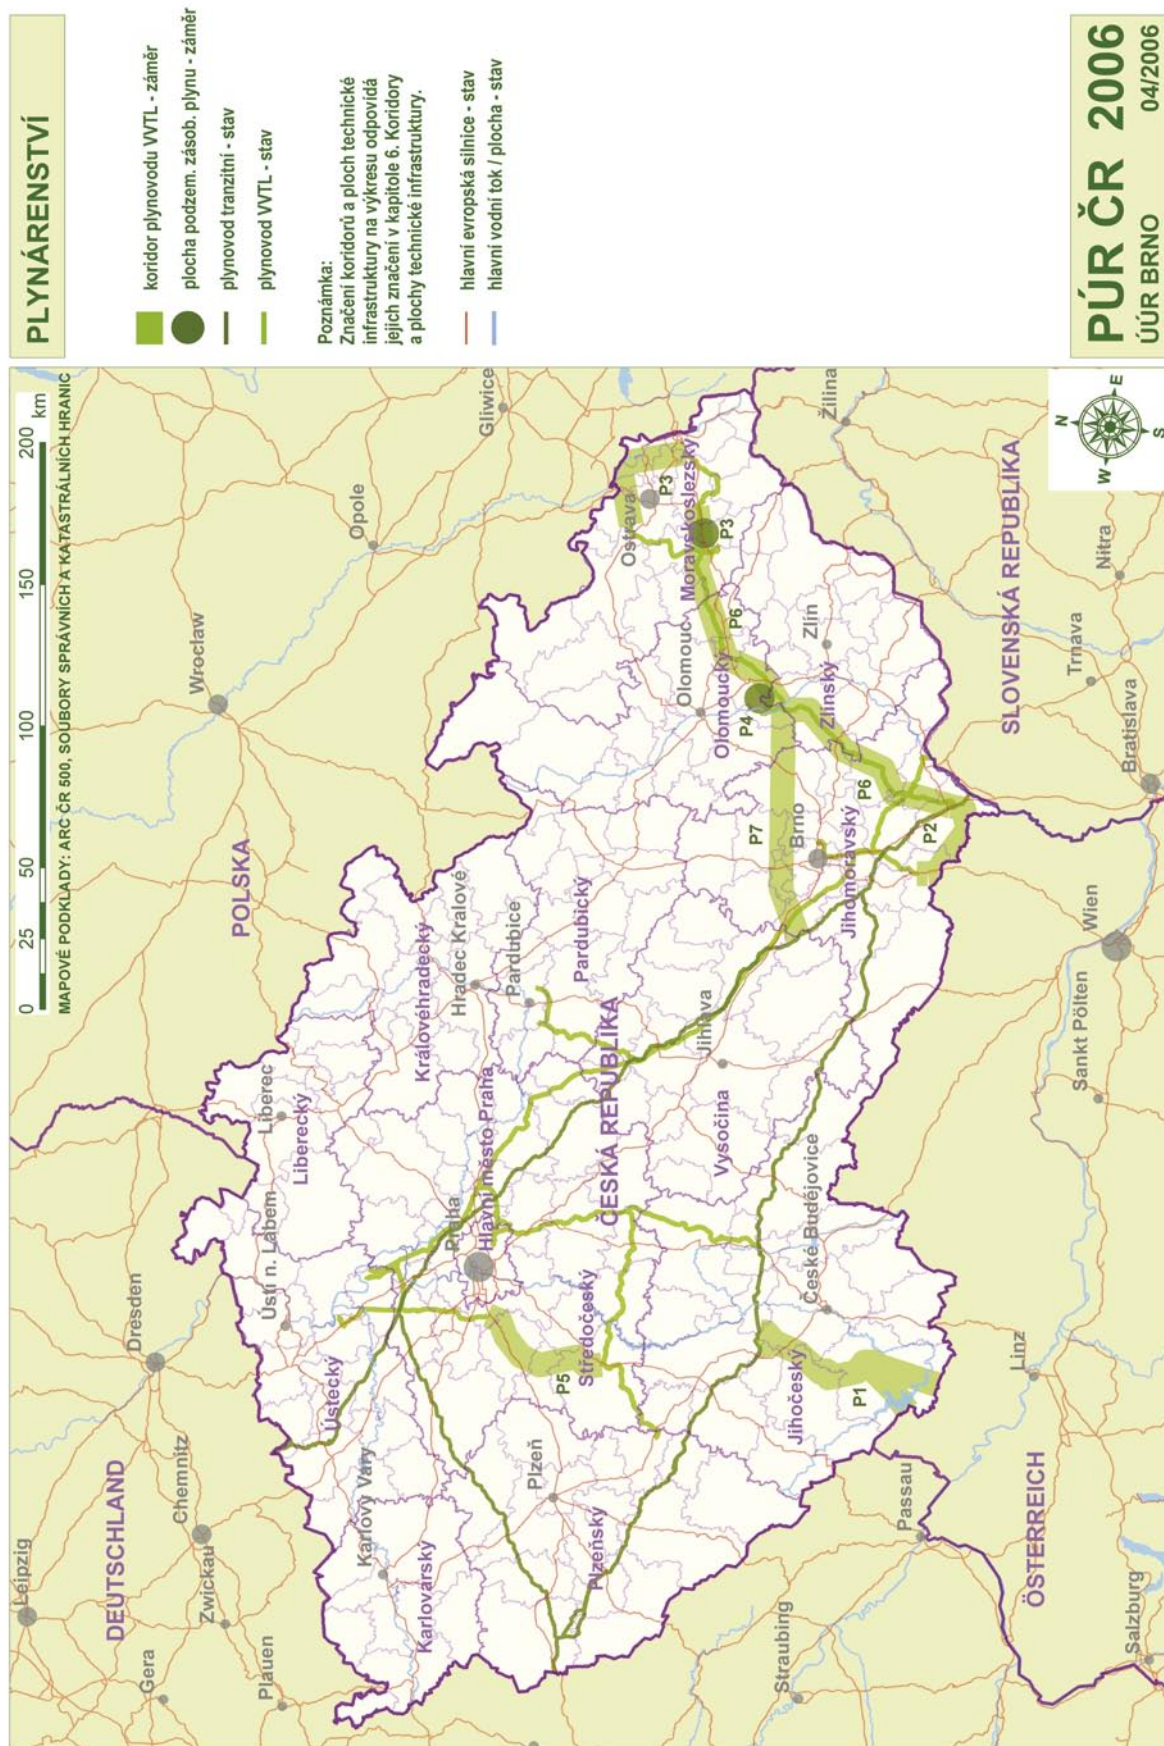 PLYNÁRENSTVÍ
koridor plynovodu VVTL - záměr
plocha podzem. zásob. plynu - záměr
plynovod tranzitní - stav
plynovod VVTL - stav
Poznámka:
Značení koridorů a ploch technické
infrastruktury na výkresu odpovídá
jejich značení v kapitole 6. Koridory
a plochy technické infrastruktury.
hlavní evropská silnice - stav
hlavní vodní tok / plocha - stav
PÚR ČR 2006
ÚÚR BRNO 04/2006
0 25 50 100 150 200
km
MAPOVÉ PODKLADY: ARC ČR 500, SOUBORY SPRÁVNÍCH A KATASTRÁLNÍCH HRANIC
Leipzig
DEUTSCHLAND
Gera
Zwickau
Chemnitz
Dresden
Plauen
POLSKA
Wrocław
Opole
Gliwice
Liberec
Liberecký
Ústí n. Labem
Ústecký
Karlovy Vary
Karlovarský
Královéhradecký
Hradec Králové
Praha
Hlavní město Praha
Pardubice
Pardubický
Plzeň
Plzeňský
P5
Středočeský
ČESKÁ REPUBLIKA
Ostrava
P3
Moravskoslezský
P3
Olomouc
Olomoucký
P6
P4
P7
Jihlava
Vysočina
Brno
Jihomoravský
Zlín
Zlínský
P6
P2
Jihočeský
České Budějovice
P1
Straubing
Passau
Linz
ÖSTERREICH
Salzburg
Sankt Pölten
Wien
Bratislava
Trnava
Nitra
Žilina
SLOVENSKÁ REPUBLIKA
N
W E
S